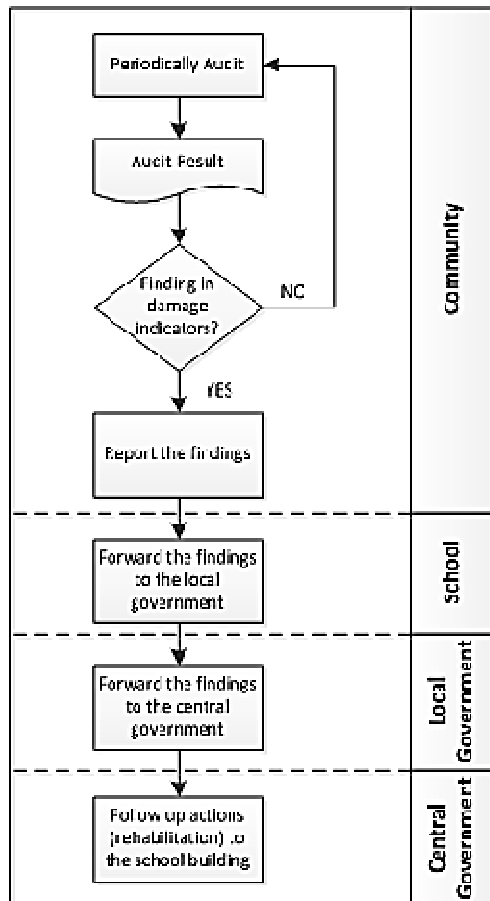 Periodically Audit
Audit Result
Finding in
damage
indicators?
NO
YES
Report the findings
Community
Forward the findings
to the local
government
School
Forward the findings
to the central
government
Local
Government
Follow up actions
(rehabilitation) to
the school building
Central
Government